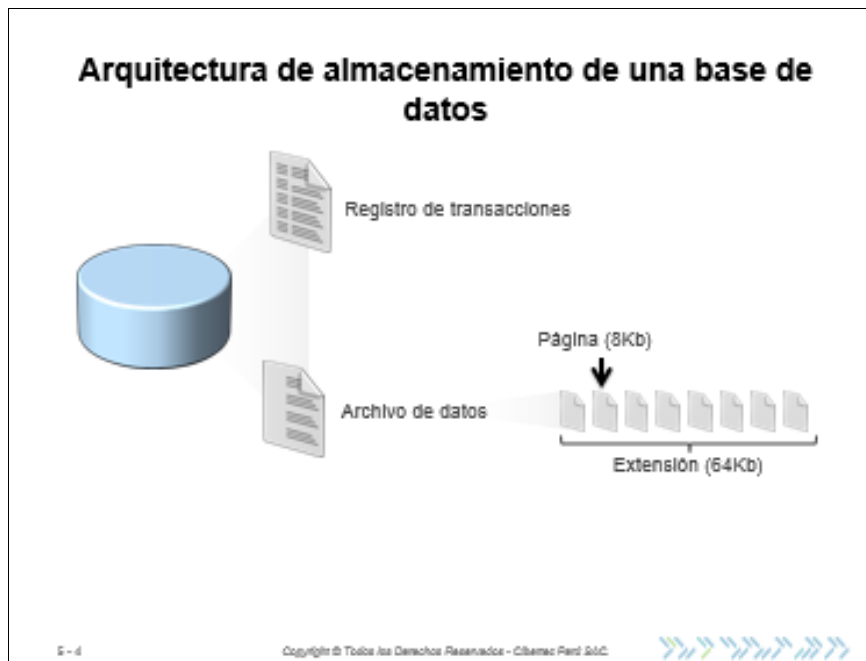 Arquitectura de almacenamiento de una base de
datos
Registro de transacciones
Página (8Kb)
Archivo de datos
Extensión (64Kb)
5 - 4
Copyright © Todos los Derechos Reservados - Cibertec Perú SAC.